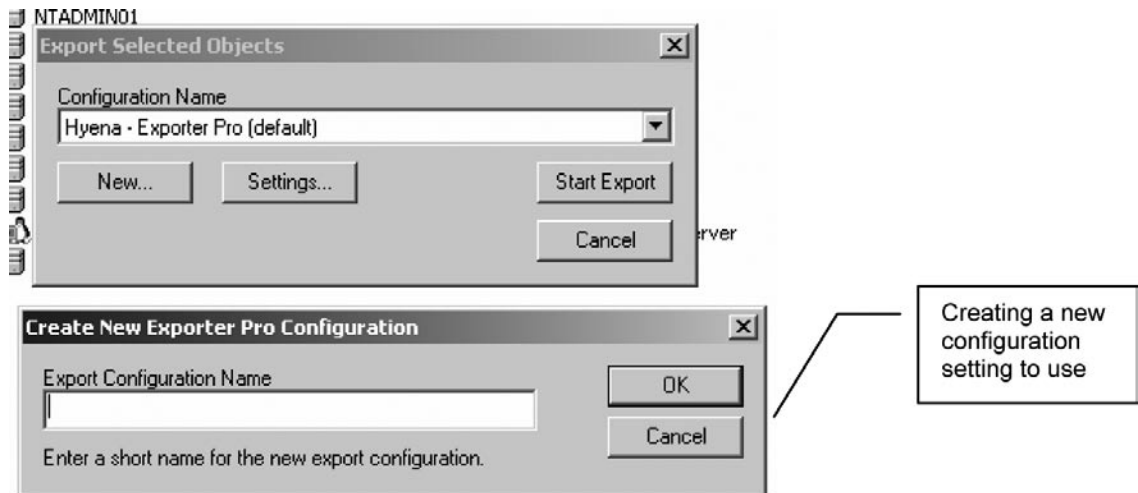 NTADMIN01
Export Selected Objects
Configuration Name
Hyena - Exporter Pro (default)
New...
Settings...
Start Export
Cancel
erver
Create New Exporter Pro Configuration
Export Configuration Name
OK
Cancel
Enter a short name for the new export configuration.
Creating a new
configuration
setting to use